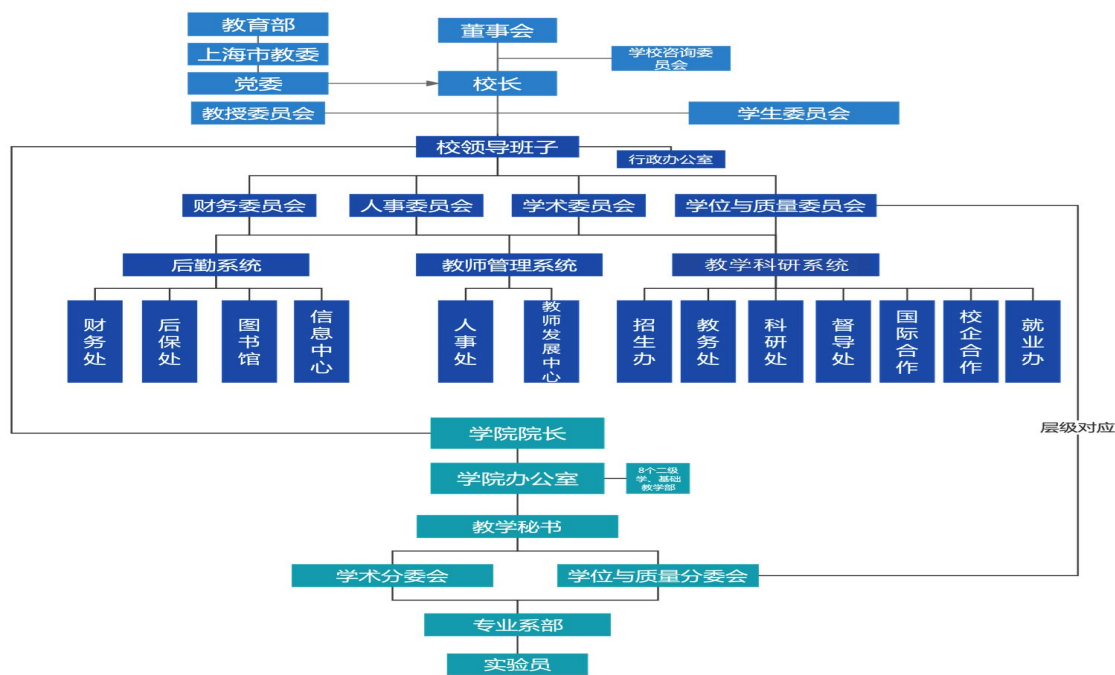 教育部
董事会
上海市教委
学校咨询委
员会
党委
校长
教授委员会
学生委员会
校领导班子
行政办公室
财务委员会
人事委员会
学术委员会
学位与质量委员会
后勤系统
教师管理系统
教学科研系统
财务处
后保处
图书馆
信息中心
人事处
教师发展中心
招生办
教务处
科研处
督导处
国际合作
校企合作
就业办
层级对应
学院院长
学院办公室
8个二级
学、基础
教学部
教学秘书
学术分委会
学位与质量分委会
专业系部
实验员